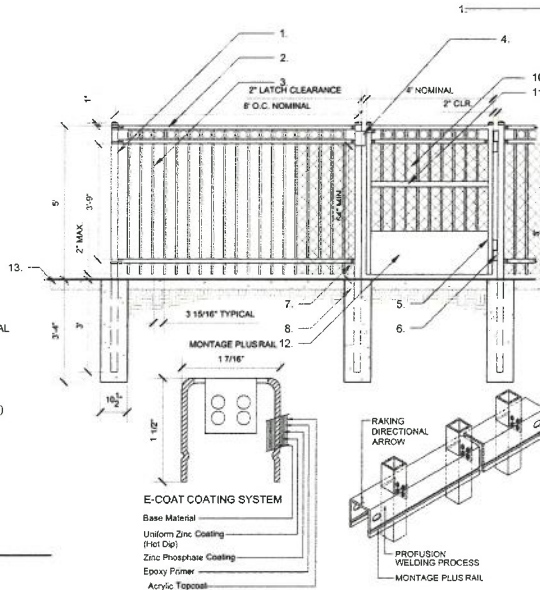 1.
1.
2.
3.
4.
2" LATCH CLEARANCE
4' NOMINAL
8' O.C. NOMINAL
2" CLR.
1"
5'
3'-9"
2" MAX
54" MIN
13.
3'-4"
3'
3 15/16" TYPICAL
7.
8.
12.
5.
6.
10 1/2"
MONTAGE PLUS RAIL
1 7/16"
1 1/2"
E-COAT COATING SYSTEM
Base Material
Uniform Zinc Coating
(Hot Dip)
Zinc Phosphate Coating
Epoxy Primer
Acrylic Topcoat
RAKING
DIRECTIONAL
ARROW
PROFUSION
WELDING PROCESS
MONTAGE PLUS RAIL